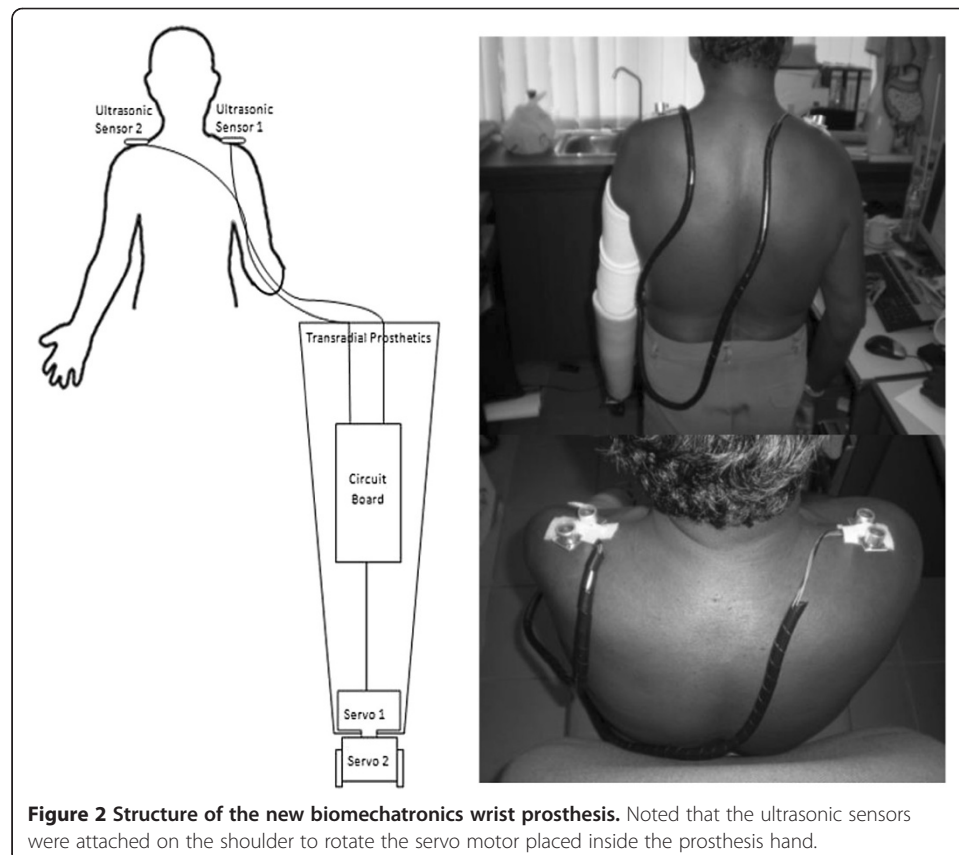 Ultrasonic
Sensor 2
Ultrasonic
Sensor 1
Transradial Prosthetics
Circuit
Board
Servo 1
Servo 2
Figure 2 Structure of the new biomechatronics wrist prosthesis. Noted that the ultrasonic sensors
were attached on the shoulder to rotate the servo motor placed inside the prosthesis hand.